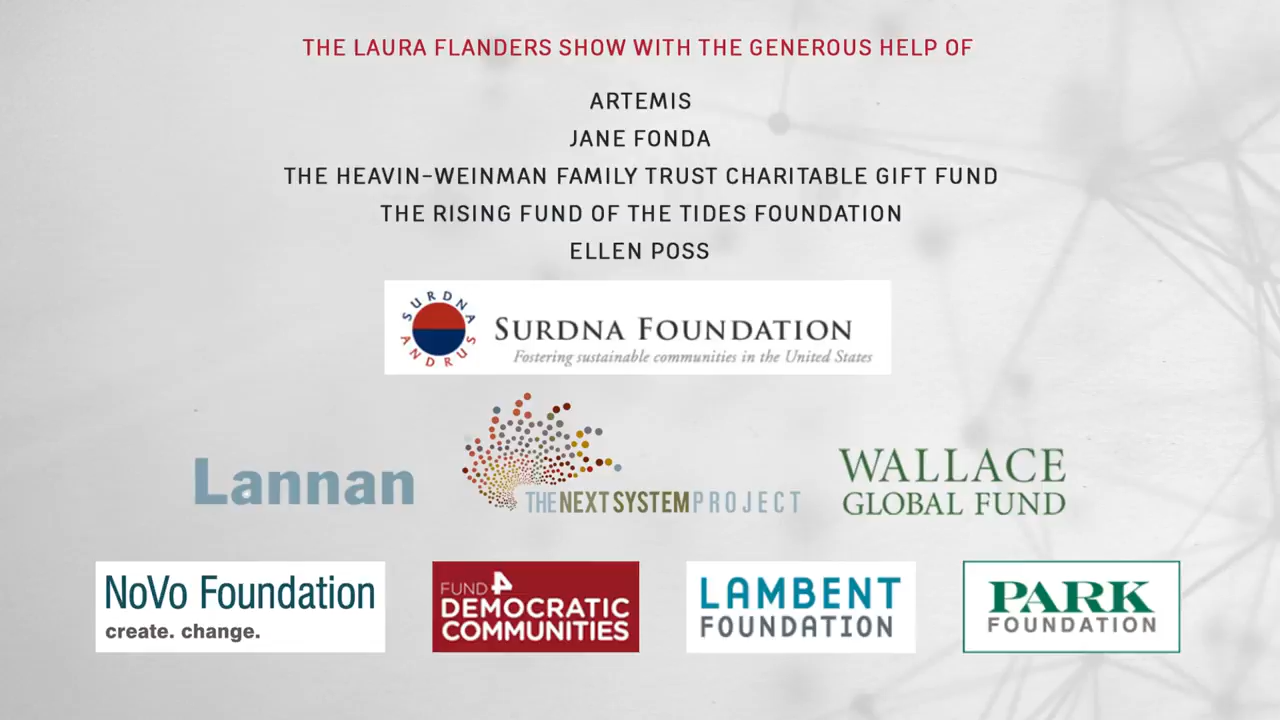 THE LAURA FLANDERS SHOW WITH THE GENEROUS HELP OF
ARTEMIS
JANE FONDA
THE HEAVIN-WEINMAN FAMILY TRUST CHARITABLE GIFT FUND
THE RISING FUND OF THE TIDES FOUNDATION
ELLEN POSS
SURDNA
ANDRUS
SURDNA FOUNDATION
Fostering sustainable communities in the United States
Lannan
THE NEXT SYSTEM PROJECT
WALLACE
GLOBAL FUND
NoVo Foundation
create. change.
FUND 4
DEMOCRATIC
COMMUNITIES
LAMBENT
FOUNDATION
PARK
FOUNDATION